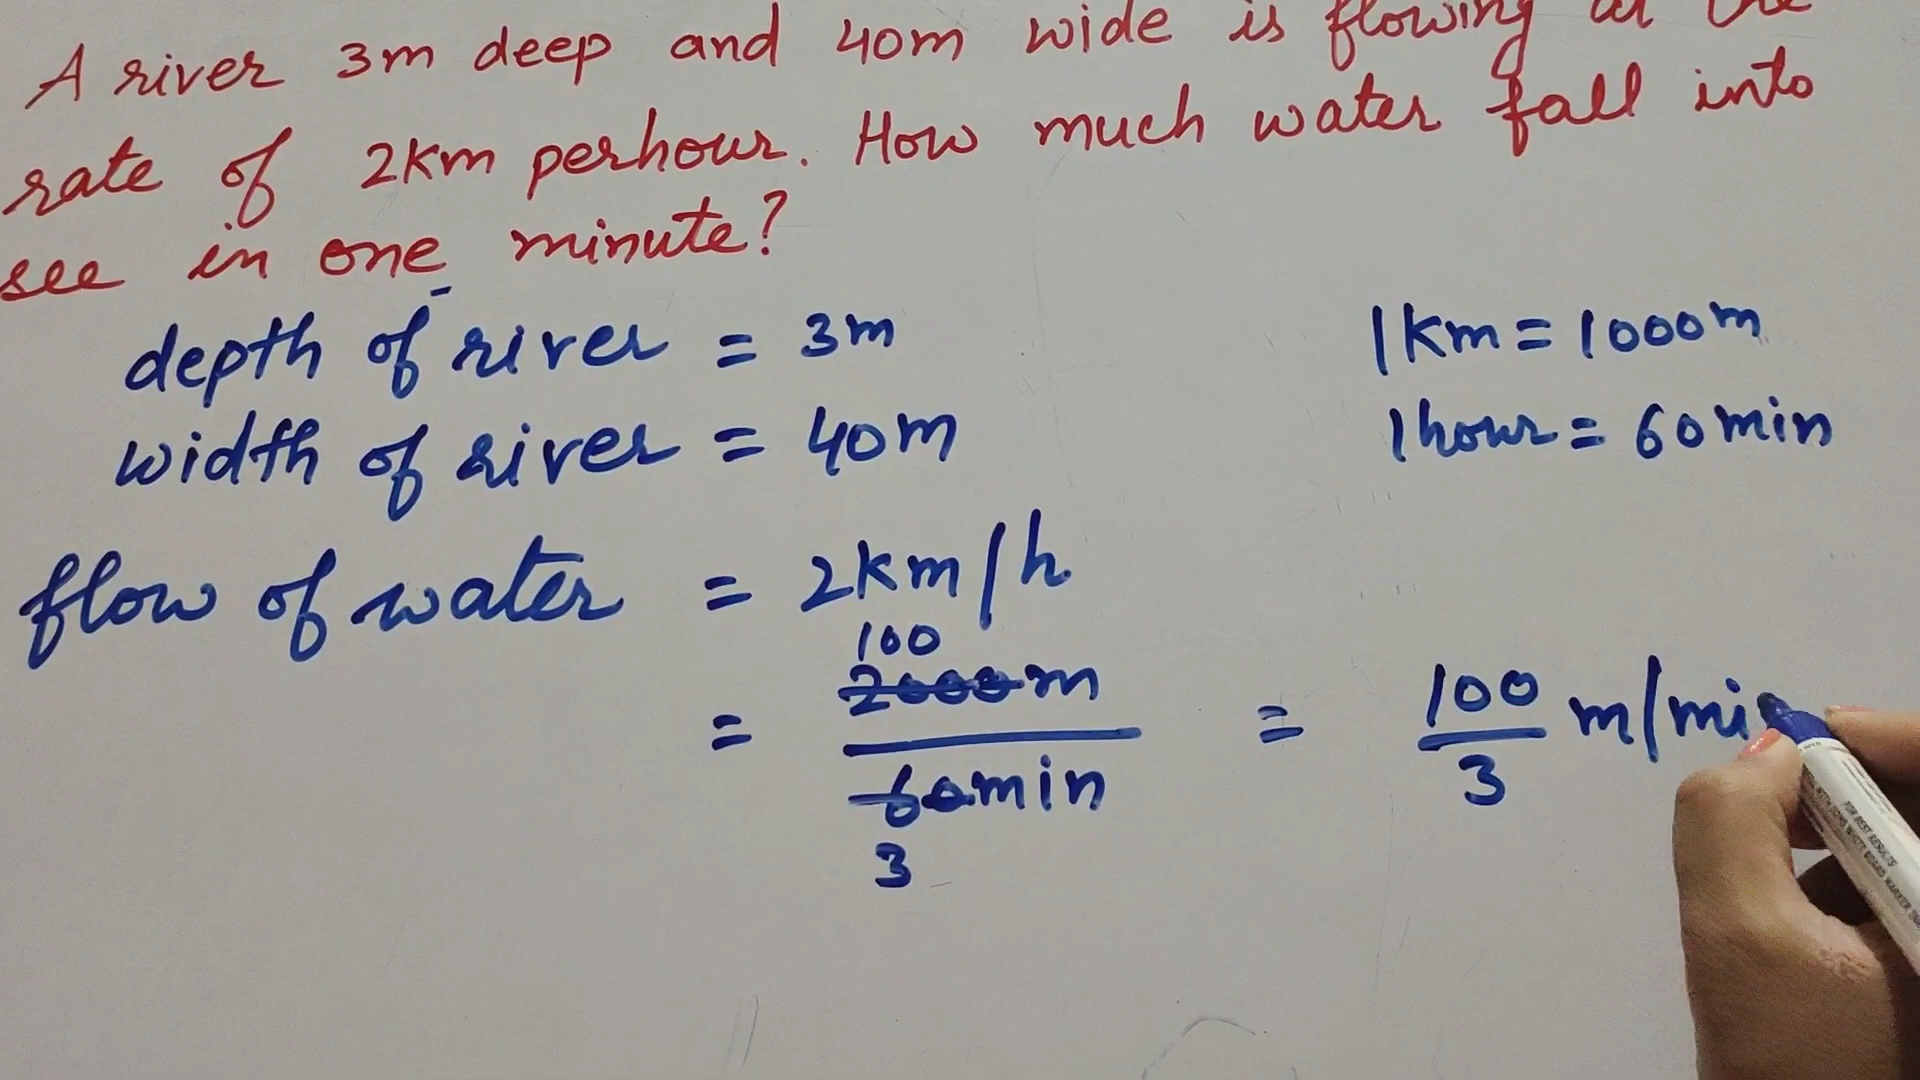 A river 3m deep and 40m wide is flowing at the
rate of 2Km perhour. How much water fall into
see in one minute?
depth of river = 3m
1Km = 1000m
width of river = 40m
1hour = 60min
flow of water = 2Km/h
100
= 2000m / 60min = 100/3 m/min
3